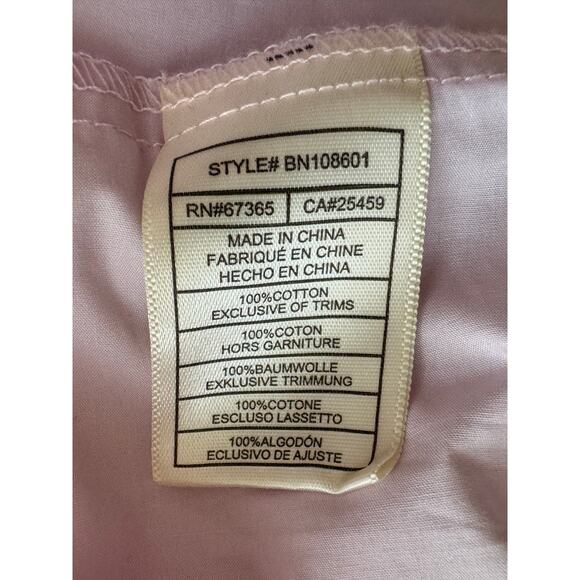 STYLE# BN108601
RN#67365 CA#25459
MADE IN CHINA
FABRIQUÉ EN CHINE
HECHO EN CHINA
100%COTTON
EXCLUSIVE OF TRIMS
100%COTON
HORS GARNITURE
100%BAUMWOLLE
EXKLUSIVE TRIMMUNG
100%COTONE
ESCLUSO LASSETTO
100%ALGODÓN
ECLUSIVO DE AJUSTE